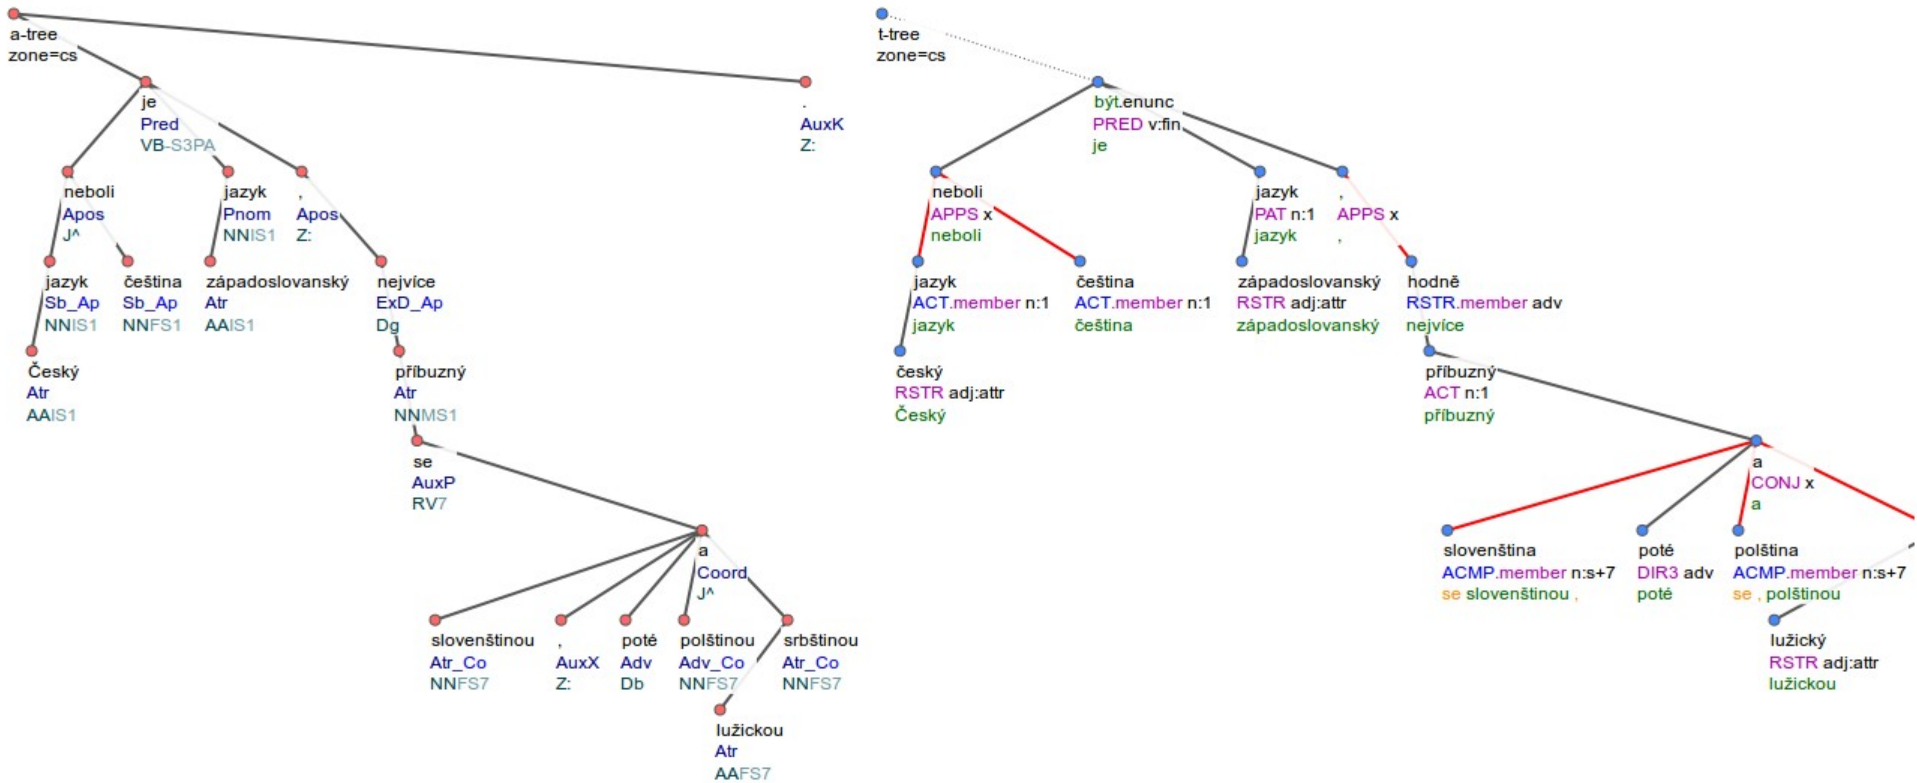 a-tree
zone=cs
je
Pred
VB-S3PA
.
AuxK
Z:
neboli
Apos
J^
jazyk
Pnom
NNIS1
,
Apos
Z:
jazyk
Sb_Ap
NNIS1
čeština
Sb_Ap
NNFS1
západoslovanský
Atr
AAIS1
nejvíce
ExD_Ap
Dg
Český
Atr
AAIS1
příbuzný
Atr
NNMS1
se
AuxP
RV7
a
Coord
J^
slovenštinou
Atr_Co
NNFS7
,
AuxX
Z:
poté
Adv
Db
polštinou
Adv_Co
NNFS7
srbštinou
Atr_Co
NNFS7
lužickou
Atr
AAFS7
t-tree
zone=cs
být.enunc
PRED v:fin
je
neboli
APPS x
neboli
jazyk
PAT n:1
jazyk
,
APPS x
,
jazyk
ACT.member n:1
jazyk
čeština
ACT.member n:1
čeština
západoslovanský
RSTR adj:attr
západoslovanský
hodně
RSTR.member adv
nejvíce
český
RSTR adj:attr
Český
příbuzný
ACT n:1
příbuzný
a
CONJ x
a
slovenština
ACMP.member n:s+7
se slovenštinou ,
poté
DIR3 adv
poté
polština
ACMP.member n:s+7
se , polštinou
lužický
RSTR adj:attr
lužickou